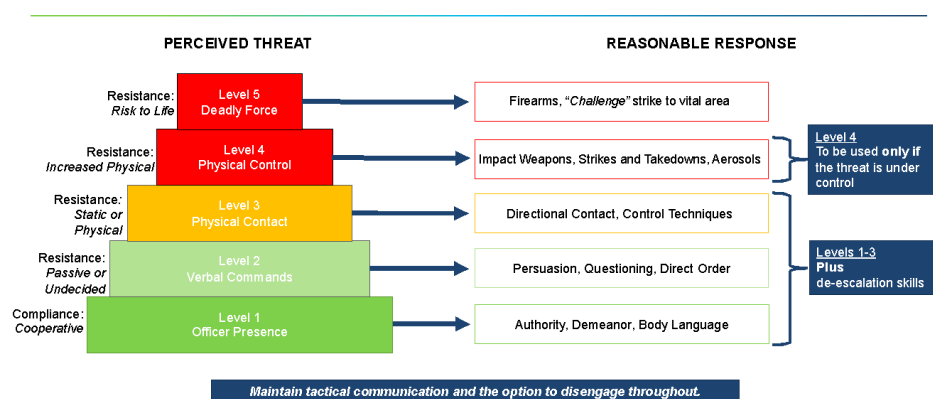 PERCEIVED THREAT
REASONABLE RESPONSE
Resistance:
Risk to Life
Level 5
Deadly Force
Firearms, “Challenge” strike to vital area
Resistance:
Increased Physical
Level 4
Physical Control
Impact Weapons, Strikes and Takedowns, Aerosols
Level 4
To be used only if
the threat is under
control
Resistance:
Static or
Physical
Level 3
Physical Contact
Directional Contact, Control Techniques
Resistance:
Passive or
Undecided
Level 2
Verbal Commands
Persuasion, Questioning, Direct Order
Levels 1-3
Plus
de-escalation skills
Compliance:
Cooperative
Level 1
Officer Presence
Authority, Demeanor, Body Language
Maintain tactical communication and the option to disengage throughout.